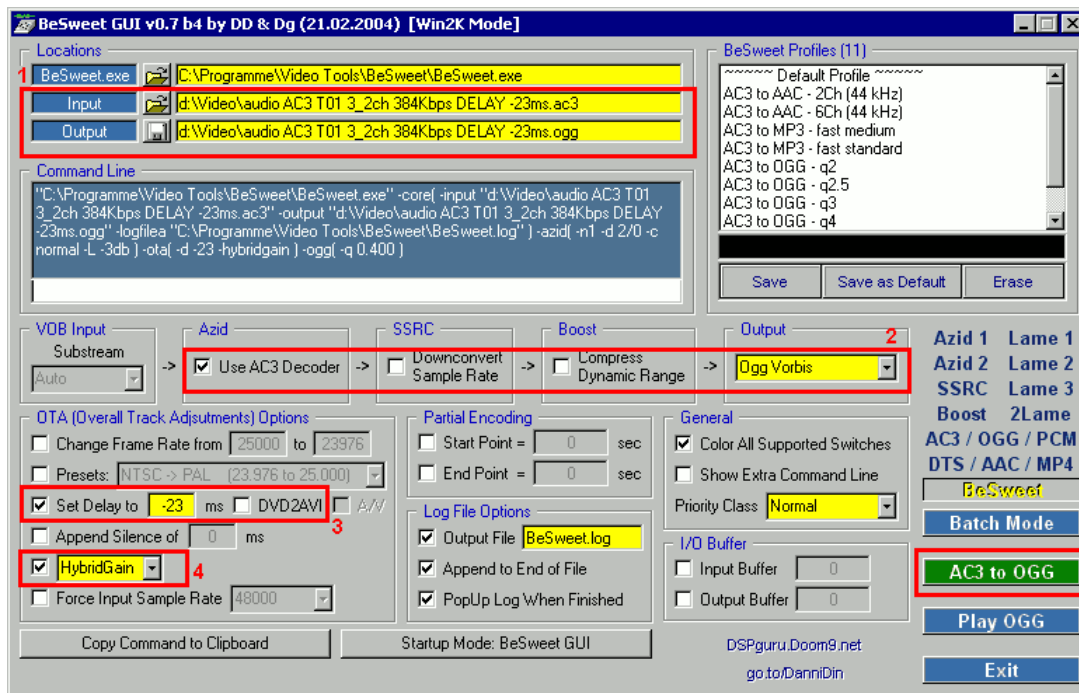 BeSweet GUI v0.7 b4 by DD & Dg (21.02.2004) [Win2K Mode]
Locations
1
BeSweet.exe
C:\Programme\Video Tools\BeSweet\BeSweet.exe
Input
d:\Video\audio AC3 T01 3_2ch 384Kbps DELAY -23ms.ac3
Output
d:\Video\audio AC3 T01 3_2ch 384Kbps DELAY -23ms.ogg
BeSweet Profiles (11)
~~~~~ Default Profile ~~~~~
AC3 to AAC - 2Ch (44 kHz)
AC3 to AAC - 6Ch (44 kHz)
AC3 to MP3 - fast medium
AC3 to MP3 - fast standard
AC3 to OGG - q2
AC3 to OGG - q2.5
AC3 to OGG - q3
AC3 to OGG - q4
Save
Save as Default
Erase
Command Line
"C:\Programme\Video Tools\BeSweet\BeSweet.exe" -core( -input "d:\Video\audio AC3 T01
3_2ch 384Kbps DELAY -23ms.ac3" -output "d:\Video\audio AC3 T01 3_2ch 384Kbps DELAY
-23ms.ogg" -logfilea "C:\Programme\Video Tools\BeSweet\BeSweet.log" ) -azid( -n1 -d 2/0 -c
normal -L -3db ) -ota( -d -23 -hybridgain ) -ogg( -q 0.400 )
VOB Input
Substream
Auto
->
Azid
Use AC3 Decoder
->
SSRC
Downconvert
Sample Rate
->
Boost
Compress
Dynamic Range
->
Output
2
Ogg Vorbis
Azid 1 Lame 1
Azid 2 Lame 2
SSRC Lame 3
Boost 2Lame
AC3 / OGG / PCM
DTS / AAC / MP4
BeSweet
Batch Mode
AC3 to OGG
Play OGG
Exit
OTA (Overall Track Adjsutments) Options
Change Frame Rate from 25000 to 23976
Presets: NTSC -> PAL (23.976 to 25.000)
Set Delay to -23 ms DVD2AVI A/V
3
Append Silence of 0 ms
HybridGain
4
Force Input Sample Rate 48000
Partial Encoding
Start Point = 0 sec
End Point = 0 sec
Log File Options
Output File BeSweet.log
Append to End of File
PopUp Log When Finished
General
Color All Supported Switches
Show Extra Command Line
Priority Class Normal
I/O Buffer
Input Buffer 0
Output Buffer 0
Copy Command to Clipboard
Startup Mode: BeSweet GUI
DSPguru.Doom9.net
go.to/DanniDin